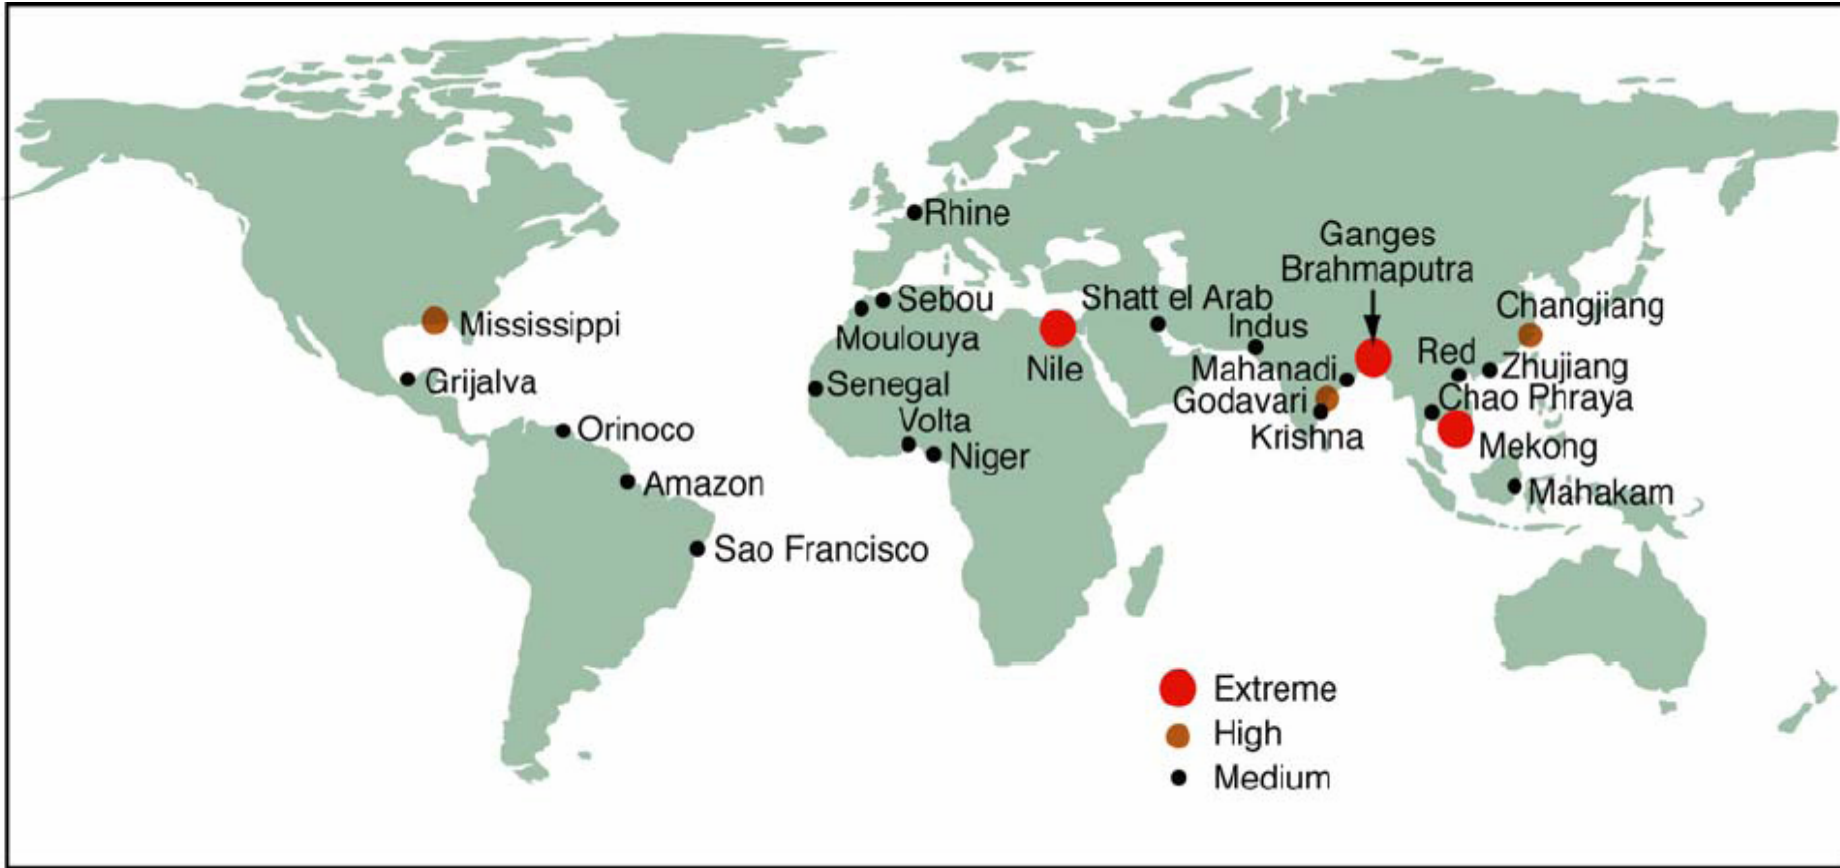 Rhine
Ganges
Brahmaputra
Sebou
Shatt el Arab
Changjiang
Mississippi
Moulouya
Indus
Nile
Mahanadi
Red
Zhujiang
Grijalva
Senegal
Godavari
Chao Phraya
Volta
Krishna
Orinoco
Niger
Mekong
Amazon
Mahakam
Sao Francisco
Extreme
High
Medium